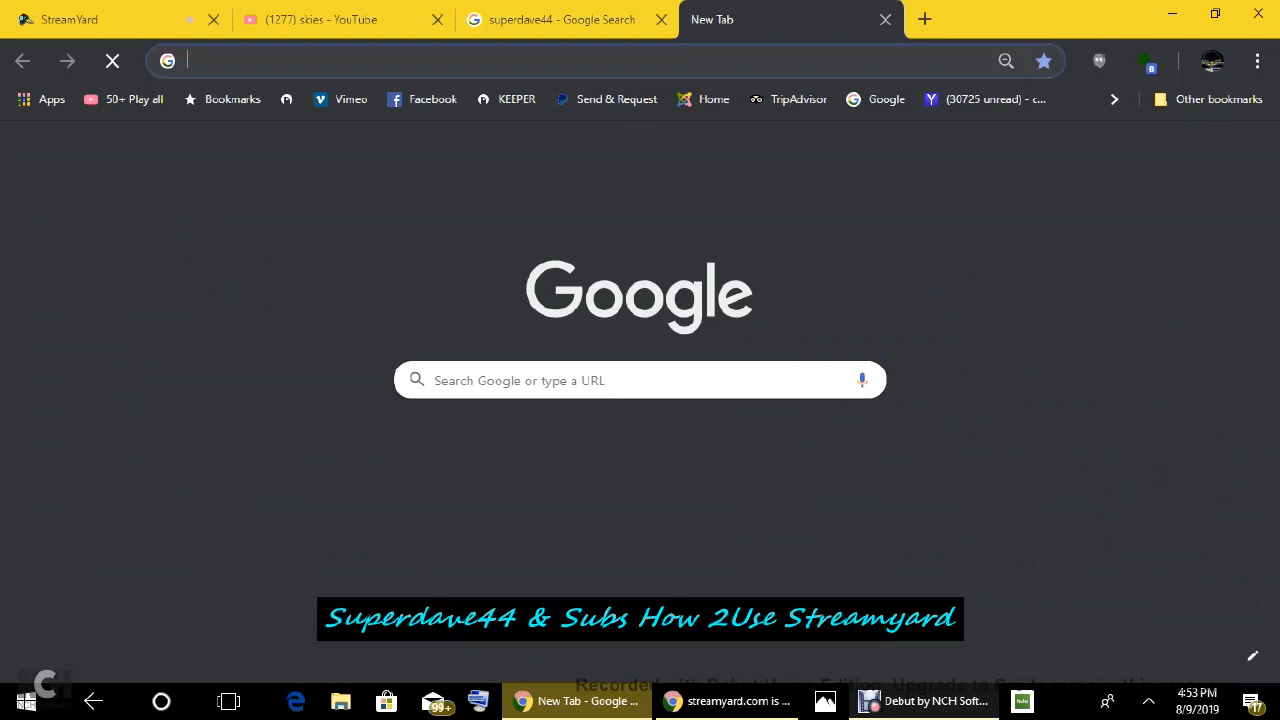 StreamYard
(1277) skies - YouTube
superdave44 - Google Search
New Tab
8
Apps
50+ Play all
Bookmarks
Vimeo
Facebook
KEEPER
Send & Request
Home
TripAdvisor
Google
(30725 unread) - c...
Other bookmarks
Google
Search Google or type a URL
Superdave44 & Subs How 2Use Streamyard
99+
New Tab - Google ...
streamyard.com is ...
Debut by NCH Soft...
hulu
4:53 PM
8/9/2019
17